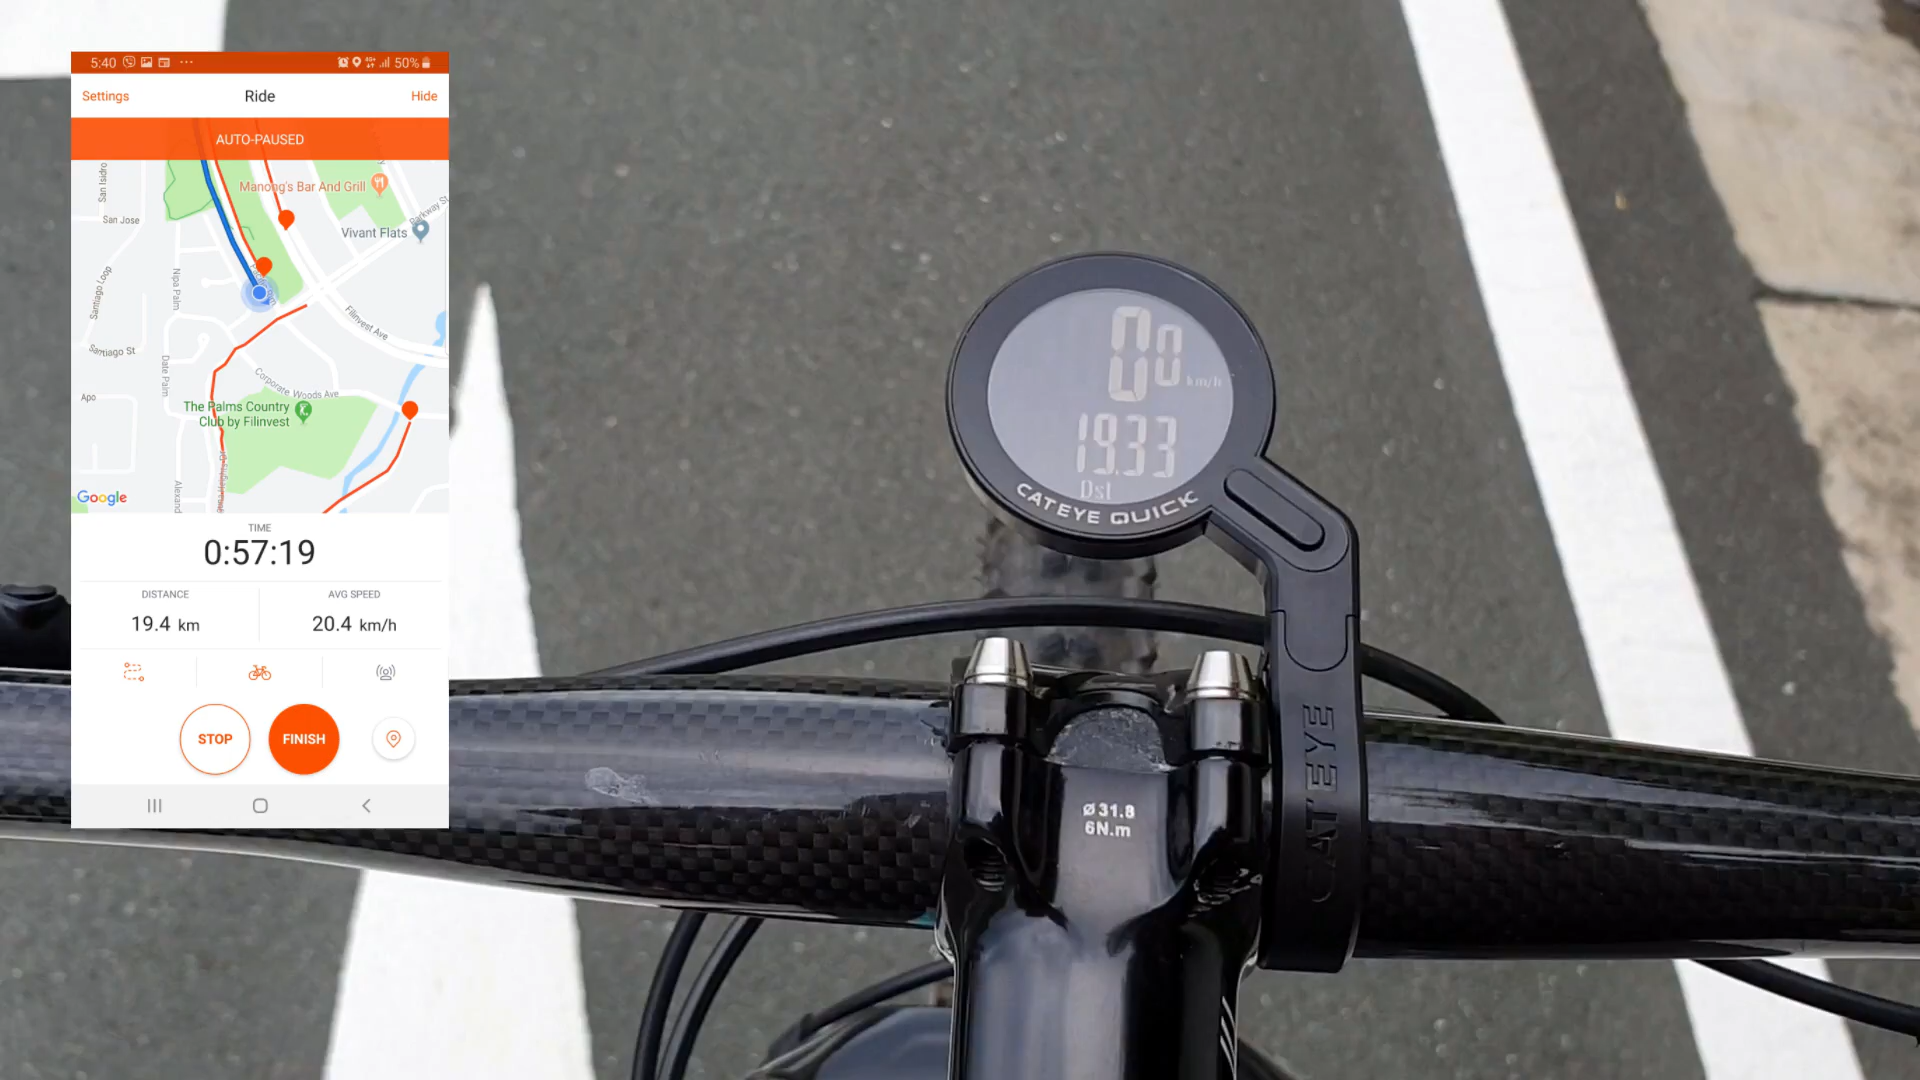 5:40
50%
Settings
Ride
Hide
AUTO-PAUSED
San Isidro
Manong's Bar And Grill
Parkway St
San Jose
Vivant Flats
Santiago Loop
Nipa Palm
Filinvest Ave
Santiago St
Date Palm
Corporate Woods Ave
Apo
The Palms Country
Club by Filinvest
Google
TIME
0:57:19
DISTANCE
AVG SPEED
19.4 km
20.4 km/h
STOP
FINISH
0.0 km/h
19.33
Dst
CATEYE QUICK
CATEYE
Ø31.8
6N.m